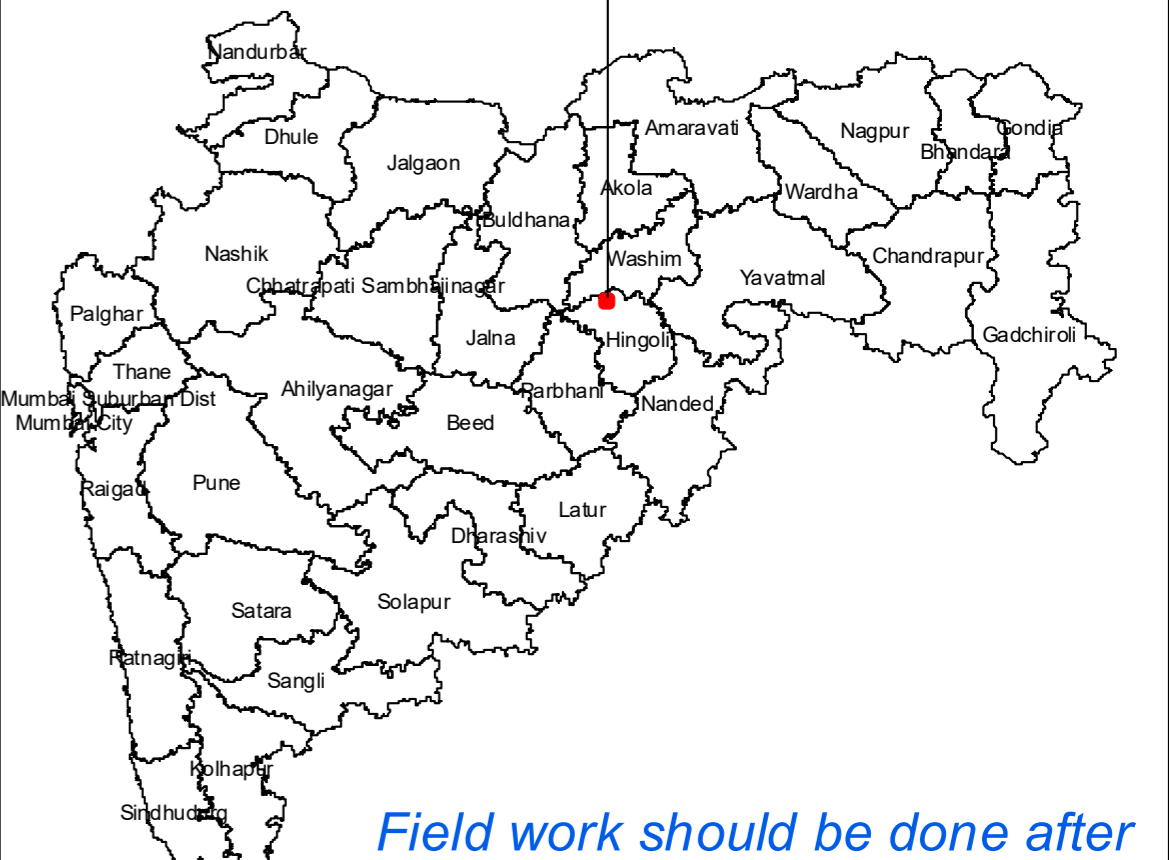 Nandurbar
Dhule
Jalgaon
Amaravati
Nagpur
Gondia
Bhandara
Akola
Wardha
Buldhana
Nashik
Washim
Chandrapur
Yavatmal
Chhatrapati Sambhajinagar
Palghar
Jalna
Hingoli
Gadchiroli
Thane
Ahilyanagar
Parbhani
Mumbai Suburban Dist
Nanded
Mumbai City
Beed
Raigad
Pune
Latur
Dharashiv
Satara
Solapur
Ratnagiri
Sangli
Kolhapur
Sindhudurg
Field work should be done after